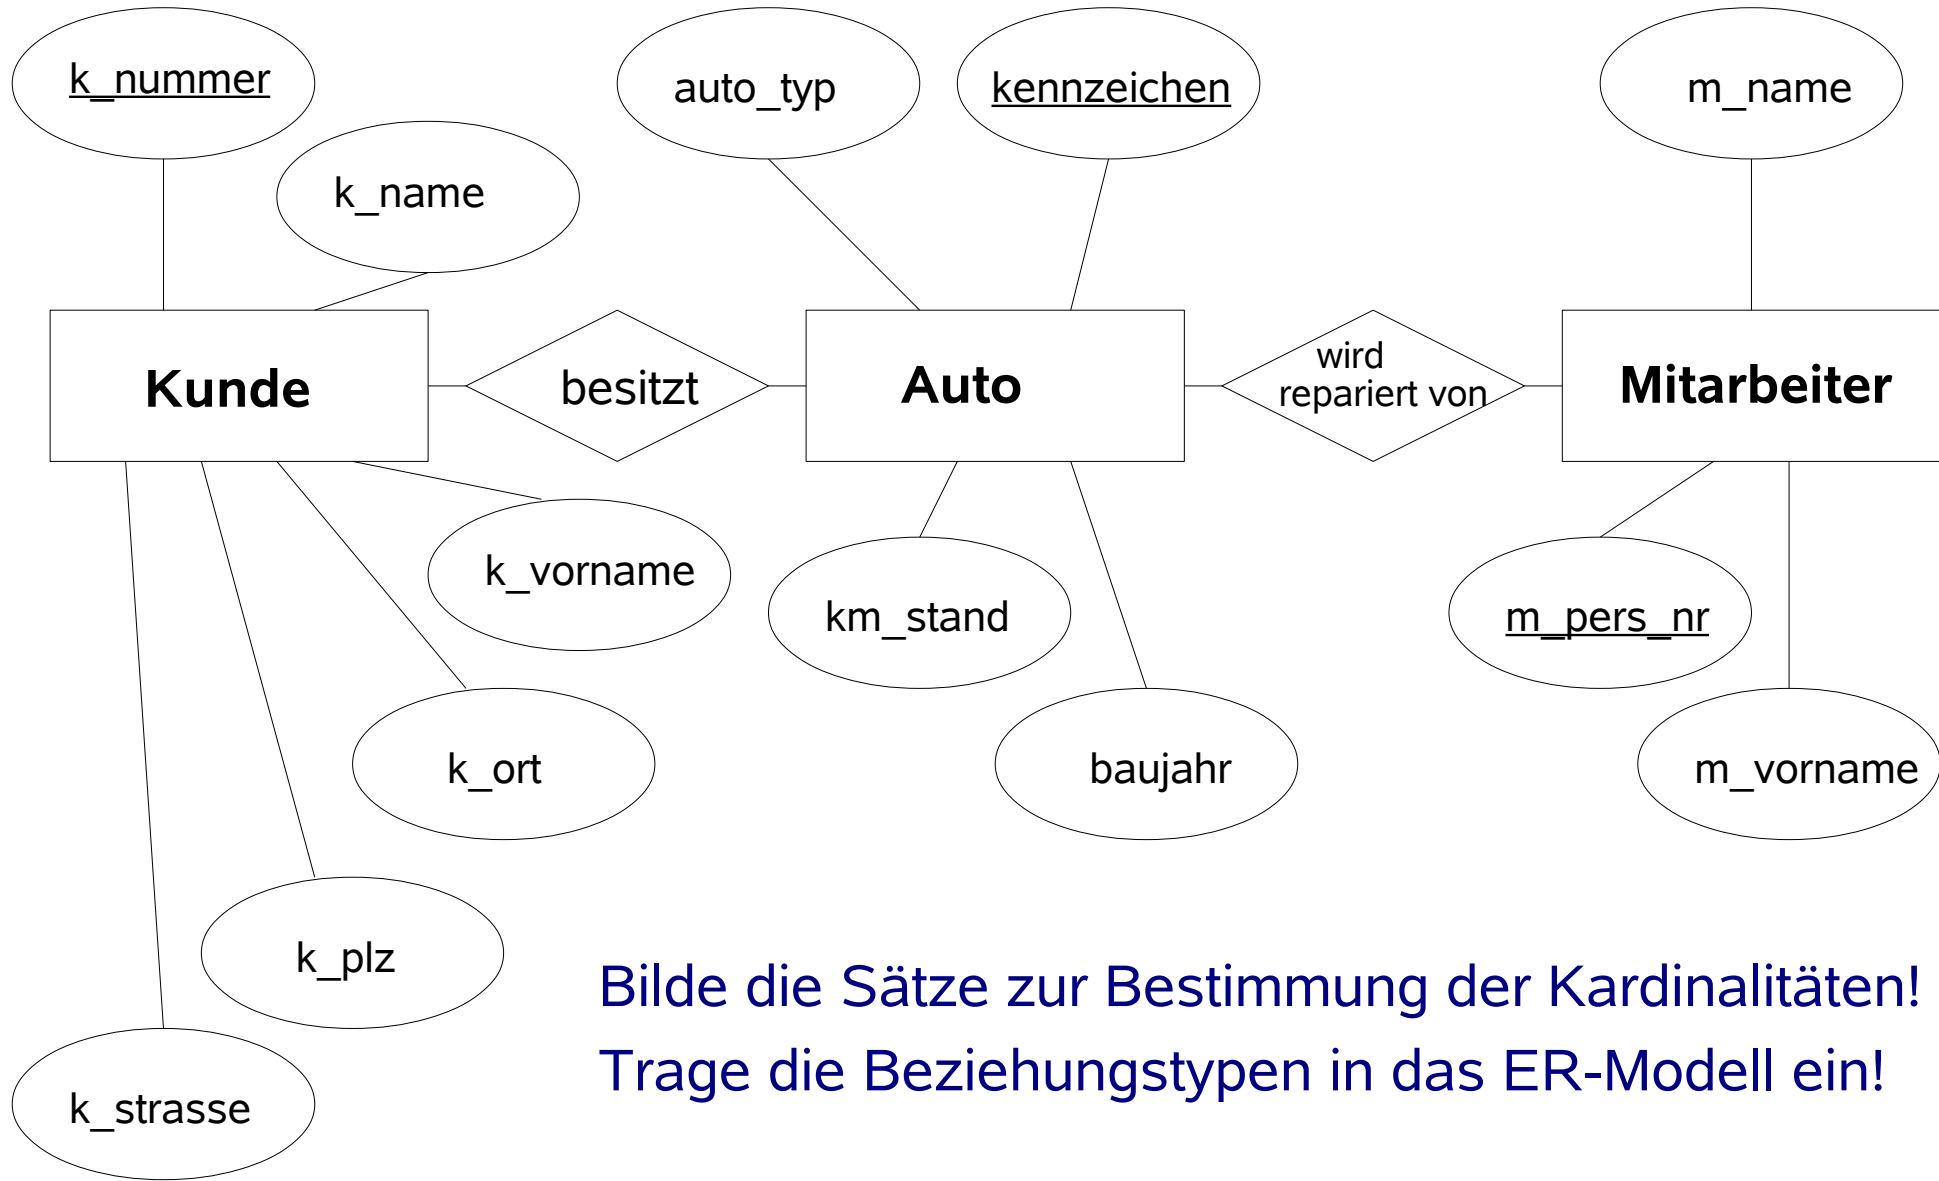 k_nummer
auto_typ
kennzeichen
m_name
k_name
Kunde
besitzt
Auto
wird
repariert von
Mitarbeiter
k_vorname
km_stand
m_pers_nr
k_ort
baujahr
m_vorname
k_plz
k_strasse
Bilde die Sätze zur Bestimmung der Kardinalitäten!
Trage die Beziehungstypen in das ER-Modell ein!